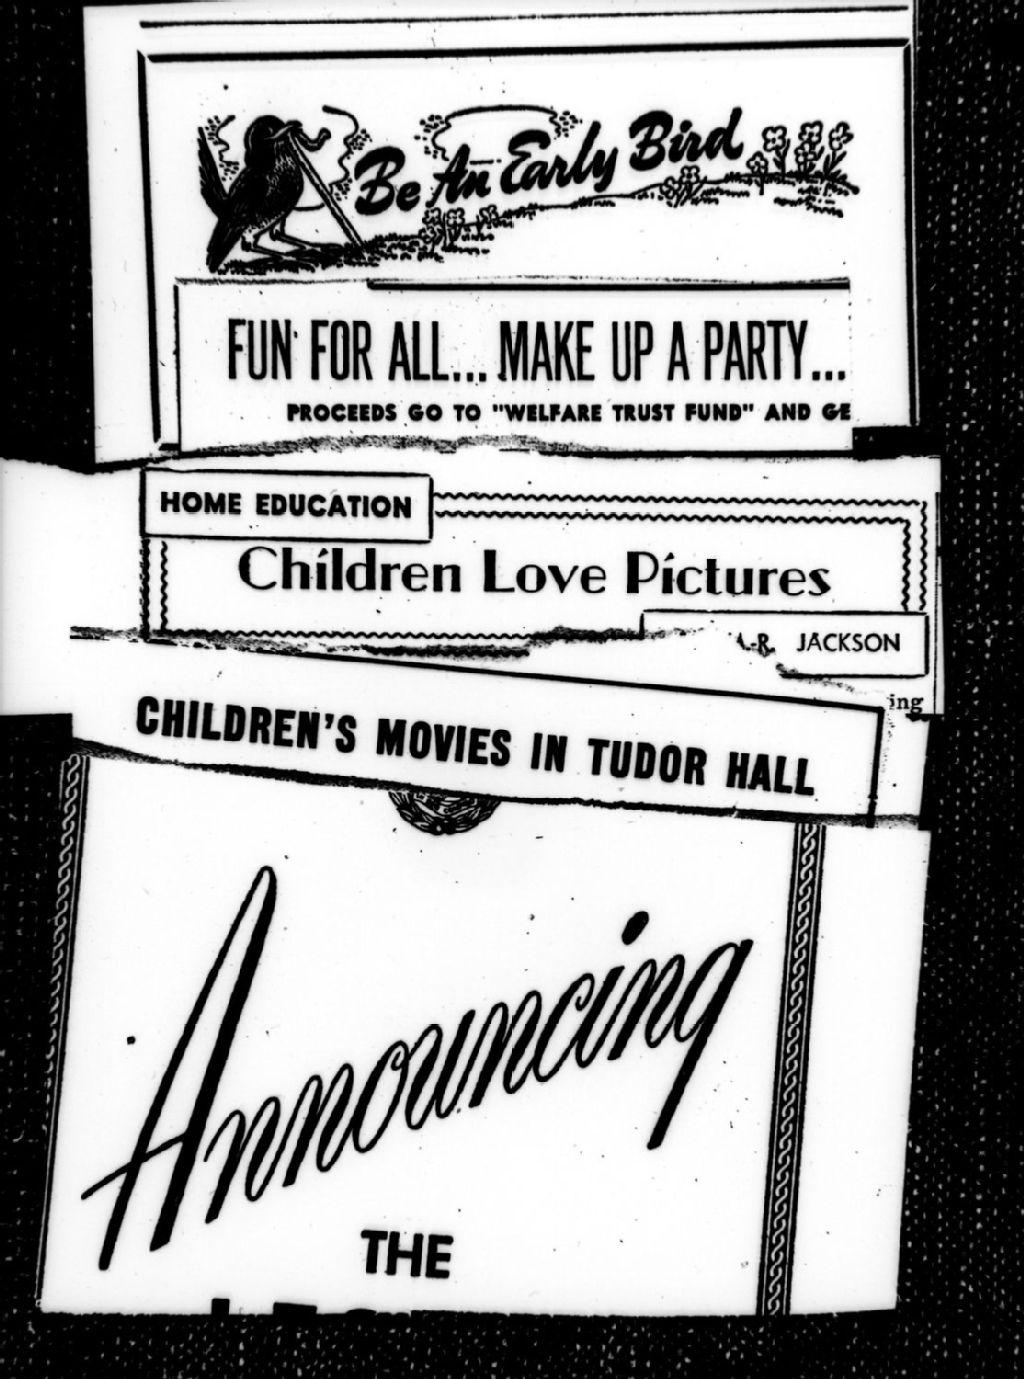 Be An Early Bird
FUN FOR ALL... MAKE UP A PARTY...
PROCEEDS GO TO "WELFARE TRUST FUND" AND GE
HOME EDUCATION
Children Love Pictures
JACKSON
ing
CHILDREN'S MOVIES IN TUDOR HALL
Announcing
THE